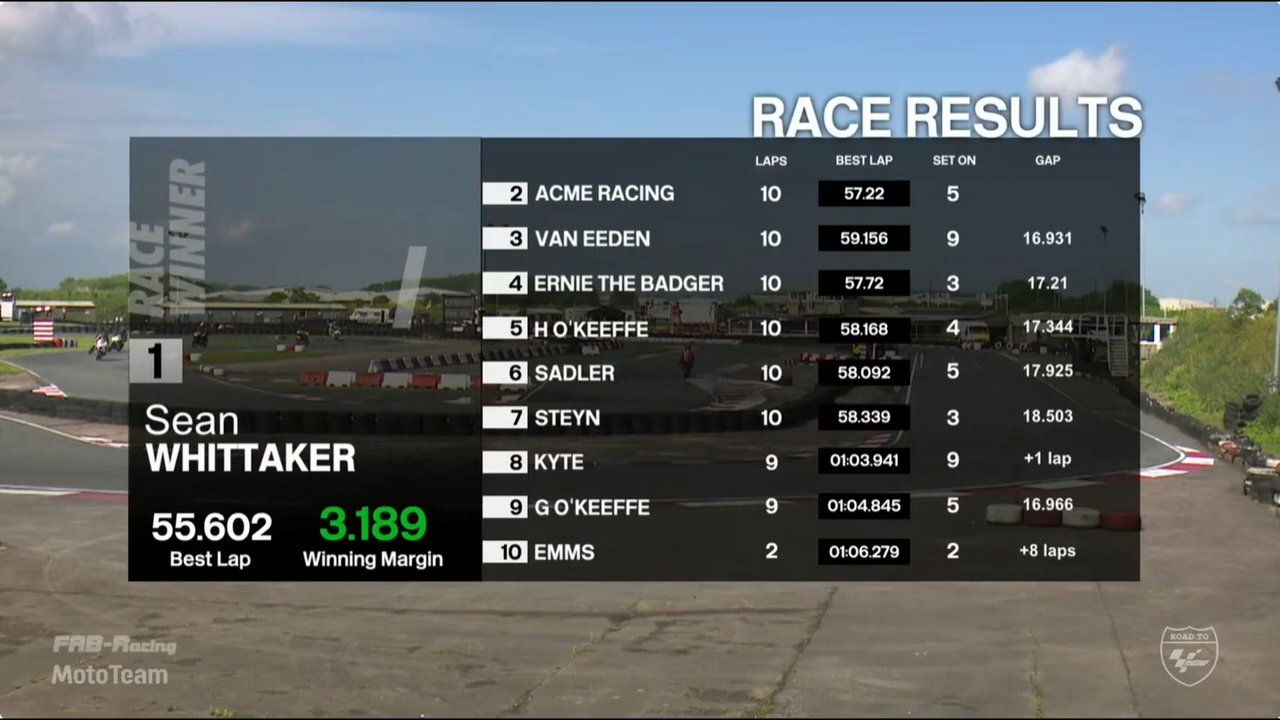 RACE RESULTS
RACE
WINNER
1
Sean
WHITTAKER
55.602 3.189
Best Lap Winning Margin
LAPS BEST LAP SET ON GAP
2 ACME RACING 10 57.22 5
3 VAN EEDEN 10 59.156 9 16.931
4 ERNIE THE BADGER 10 57.72 3 17.21
5 H O'KEEFFE 10 58.168 4 17.344
6 SADLER 10 58.092 5 17.925
7 STEYN 10 58.339 3 18.503
8 KYTE 9 01:03.941 9 +1 lap
9 G O'KEEFFE 9 01:04.845 5 16.966
10 EMMS 2 01:06.279 2 +8 laps
FAB-Racing
MotoTeam
ROAD TO